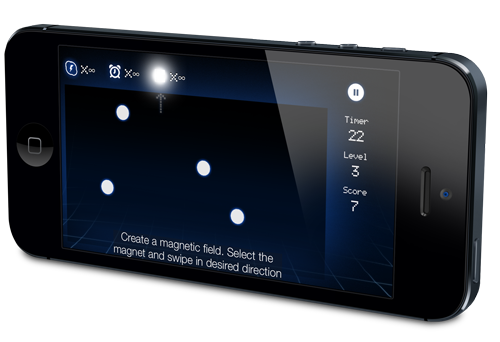 X∞ X∞ X∞
Timer
22
Level
3
Score
7
Create a magnetic field. Select the
magnet and swipe in desired direction